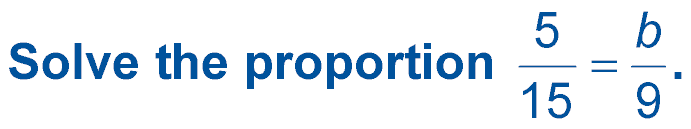 Solve the proportion 5/15 = b/9.